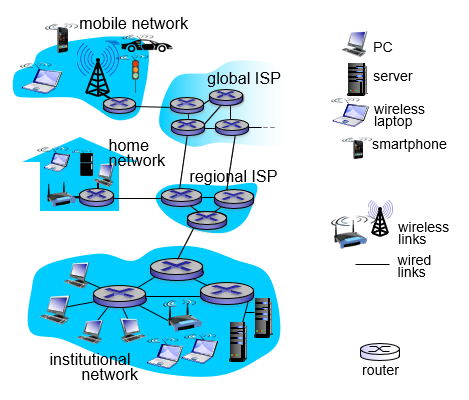 mobile network
global ISP
home
network
regional ISP
institutional
network
PC
server
wireless
laptop
smartphone
wireless
links
wired
links
router